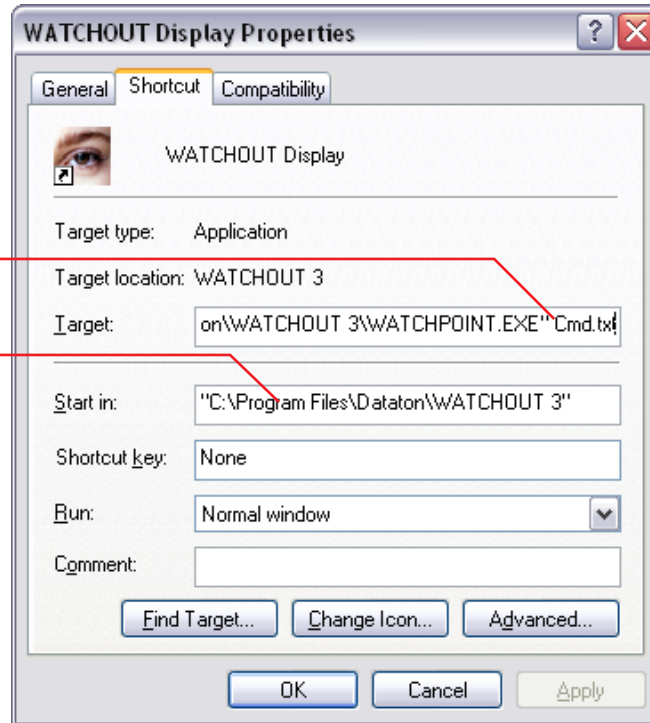 WATCHOUT Display Properties
General Shortcut Compatibility
WATCHOUT Display
Target type: Application
Target location: WATCHOUT 3
Target: on\WATCHOUT 3\WATCHPOINT.EXE" Cmd.txt
Start in: "C:\Program Files\Dataton\WATCHOUT 3"
Shortcut key: None
Run: Normal window
Comment:
Find Target... Change Icon... Advanced...
OK Cancel Apply